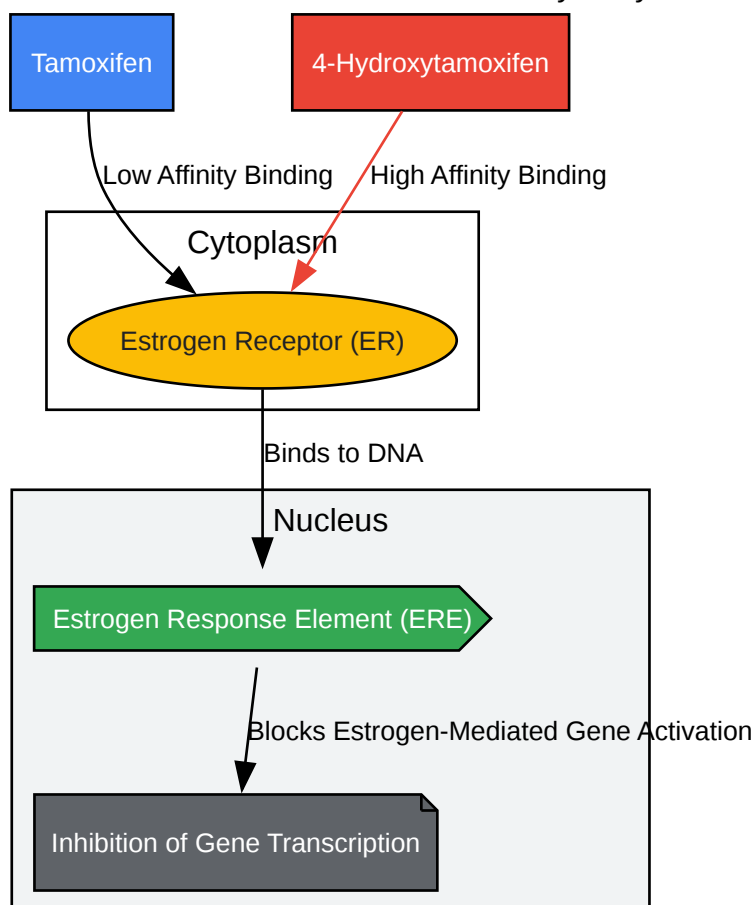 Tamoxifen
4-Hydroxytamoxifen
Low Affinity Binding
High Affinity Binding
Cytoplasm
Estrogen Receptor (ER)
Binds to DNA
Nucleus
Estrogen Response Element (ERE)
Blocks Estrogen-Mediated Gene Activation
Inhibition of Gene Transcription